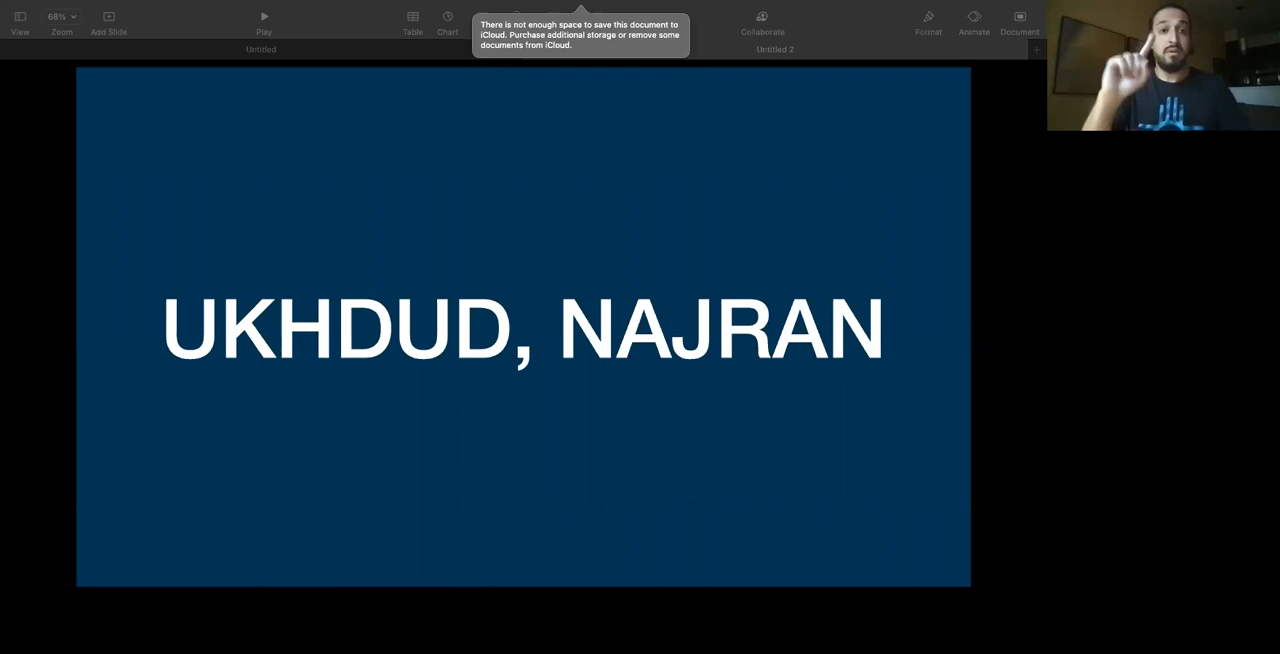 68%
View
Zoom
Add Slide
Play
Table
Chart
There is not enough space to save this document to
iCloud. Purchase additional storage or remove some
documents from iCloud.
Collaborate
Format
Animate
Document
Untitled
Untitled 2
UKHDUD, NAJRAN